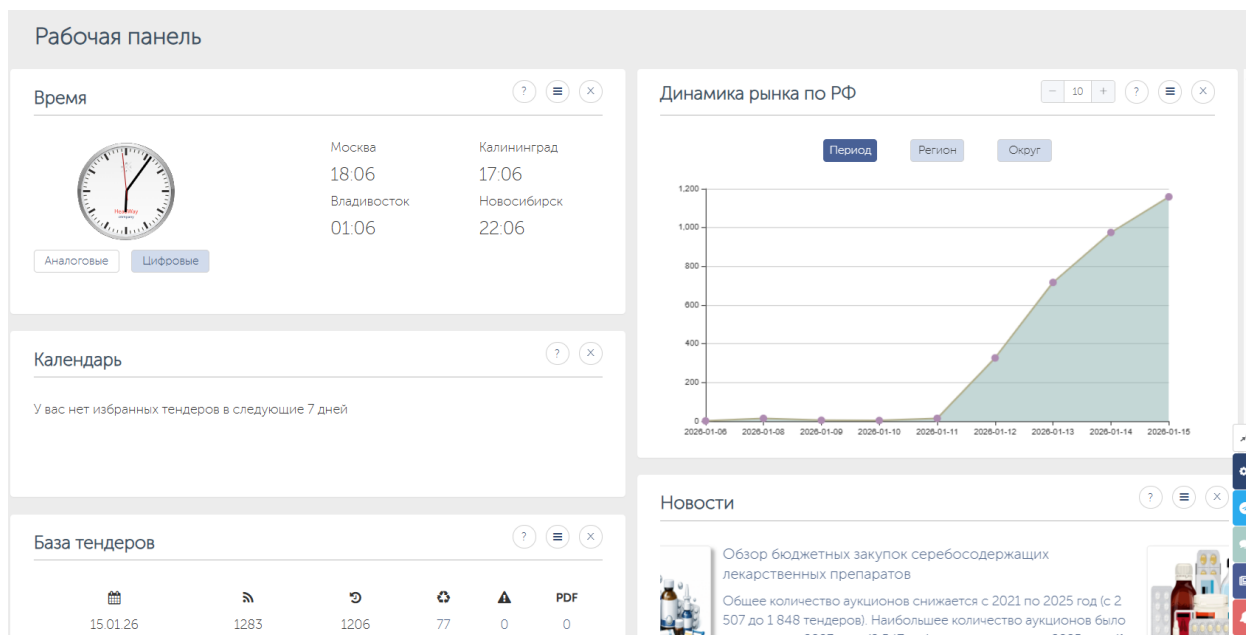 Рабочая панель
Время
?
X
HeadWay
company
Москва
18:06
Калининград
17:06
Владивосток
01:06
Новосибирск
22:06
Аналоговые
Цифровые
Календарь
?
X
У вас нет избранных тендеров в следующие 7 дней
База тендеров
?
X
PDF
15.01.26 1283 1206 77 0 0
Динамика рынка по РФ
− 10 +
?
X
Период Регион Округ
1,200
1,000
800
600
400
200
0
2026-01-06 2026-01-08 2026-01-09 2026-01-10 2026-01-11 2026-01-12 2026-01-13 2026-01-14 2026-01-15
Новости
?
X
Обзор бюджетных закупок серебосодержащих
лекарственных препаратов
Общее количество аукционов снижается с 2021 по 2025 год (с 2
507 до 1 848 тендеров). Наибольшее количество аукционов было